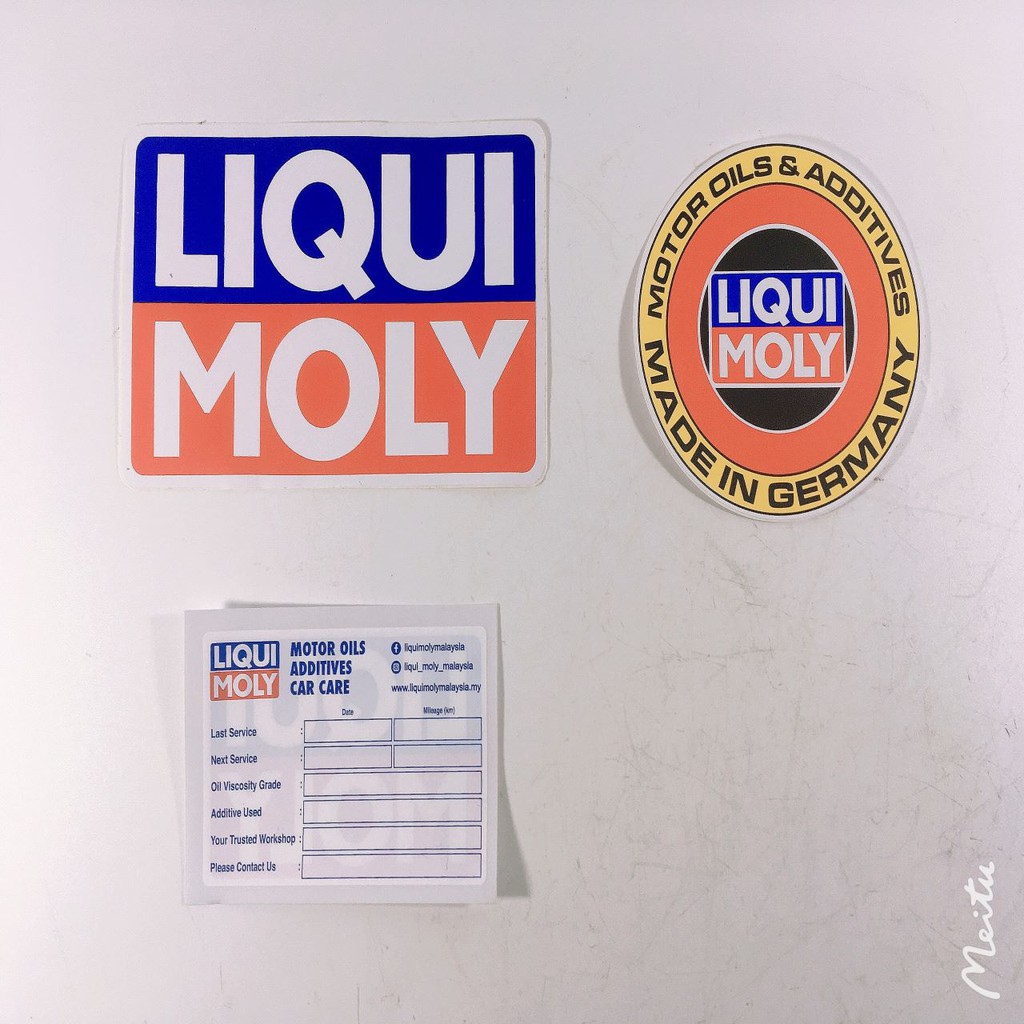 LIQUI
MOLY
MOTOR OILS & ADDITIVES
LIQUI
MOLY
MADE IN GERMANY
LIQUI
MOLY
MOTOR OILS
ADDITIVES
CAR CARE
liquimolymalaysia
liqui_moly_malaysia
www.liquimolymalaysia.my
Date Mileage (km)
Last Service :
Next Service :
Oil Viscosity Grade :
Additive Used :
Your Trusted Workshop :
Please Contact Us :
Meitu